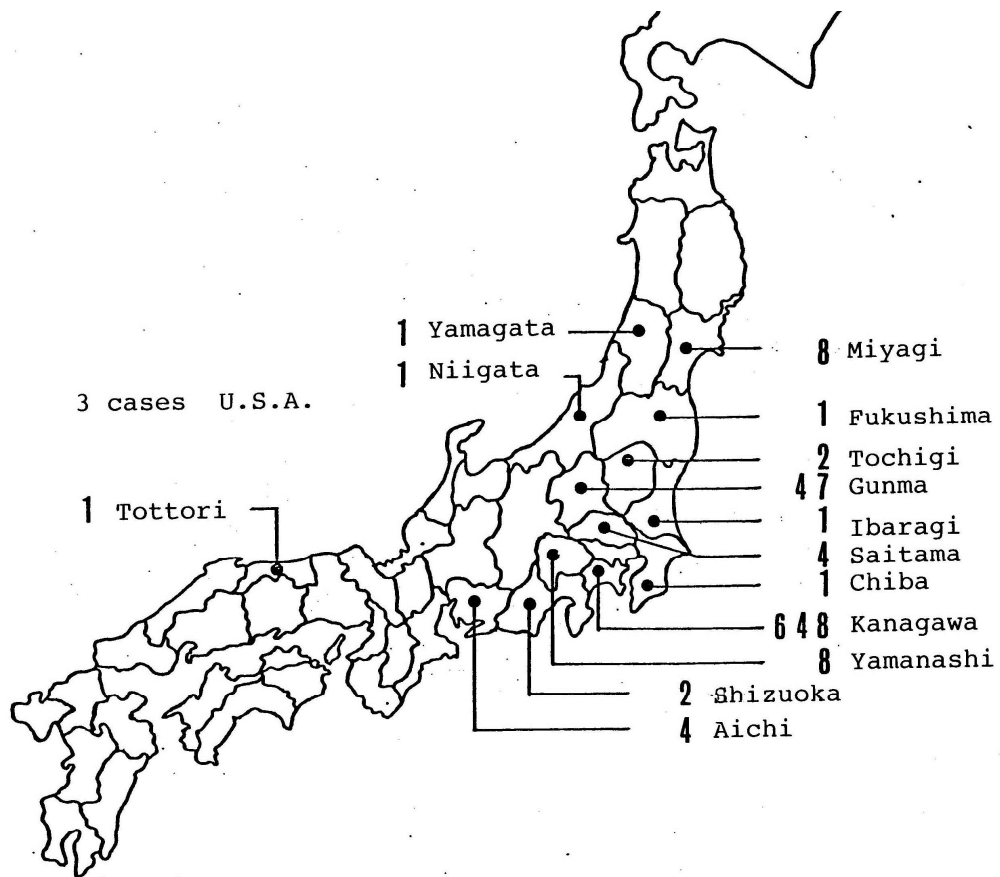 1 Yamagata
8 Miyagi
1 Niigata
3 cases U.S.A.
1 Fukushima
2 Tochigi
47 Gunma
1 Tottori
1 Ibaragi
4 Saitama
1 Chiba
648 Kanagawa
8 Yamanashi
2 Shizuoka
4 Aichi